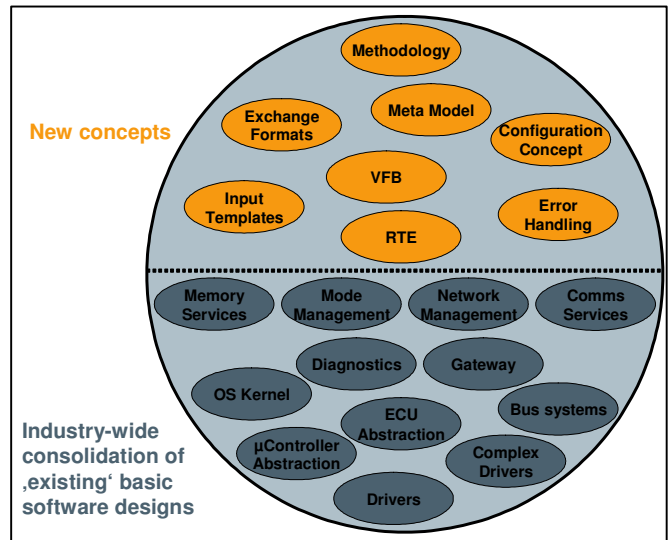 Methodology
Exchange
Formats
Meta Model
New concepts
Configuration
Concept
VFB
Input
Templates
Error
Handling
RTE
Memory
Services
Mode
Management
Network
Management
Comms
Services
Diagnostics
Gateway
OS Kernel
ECU
Abstraction
Bus systems
Industry-wide
consolidation of
‚existing‘ basic
software designs
µController
Abstraction
Complex
Drivers
Drivers